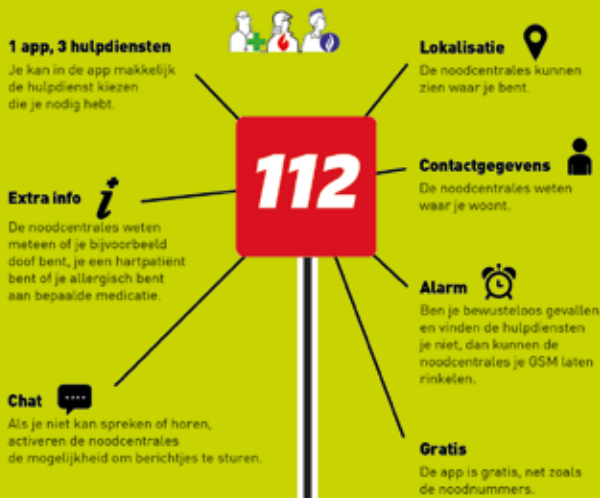 1 app, 3 hulpdiensten
Je kan in de app makkelijk
de hulpdienst kiezen
die je nodig hebt.
Lokalisatie
De noodcentrales kunnen
zien waar je bent.
112
Extra info
De noodcentrales weten
meteen of je bijvoorbeeld
doof bent, je een hartpatiënt
bent of je allergisch bent
aan bepaalde medicatie.
Contactgegevens
De noodcentrales weten
waar je woont.
Alarm
Ben je bewusteloos gevallen
en vinden de hulpdiensten
je niet, dan kunnen de
noodcentrales je GSM laten
rinkelen.
Chat
Als je niet kan spreken of horen,
activeren de noodcentrales
de mogelijkheid om berichtjes te sturen.
Gratis
De app is gratis, net zoals
de noodnummers.